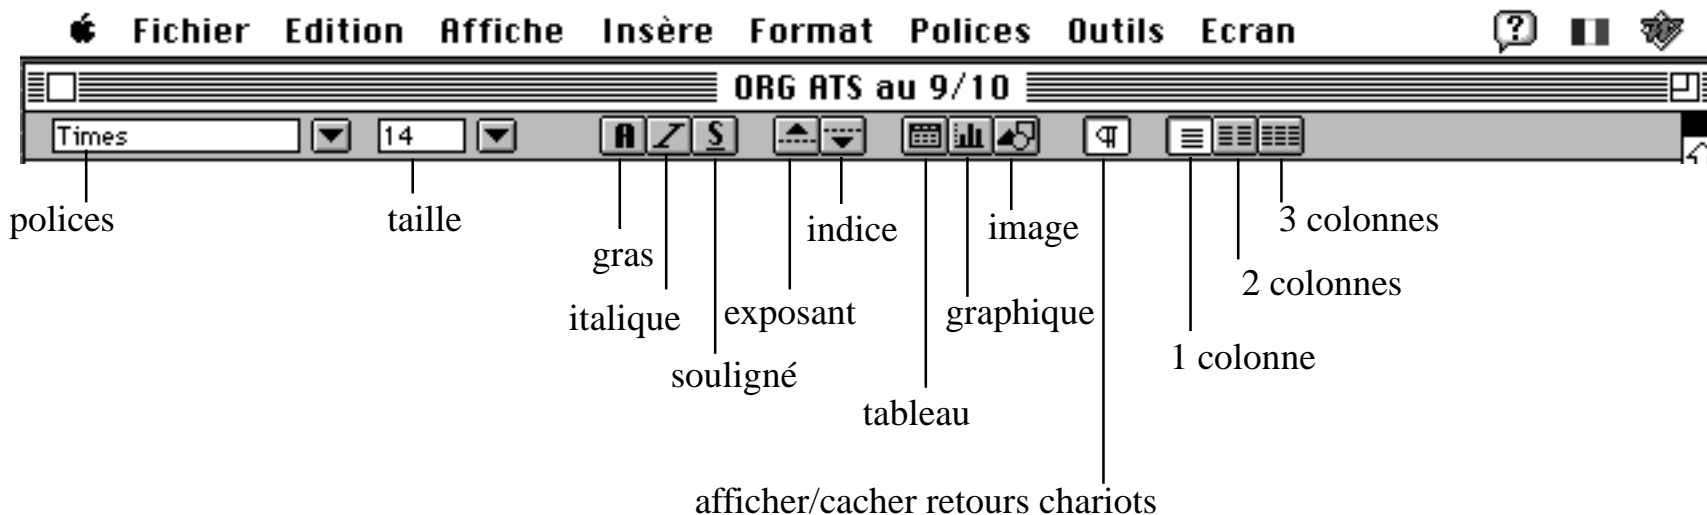 Fichier Edition Affiche Insère Format Polices Outils Ecran ?
ORG ATS au 9/10
Times 14 A I S ¶
polices
taille
indice
image
3 colonnes
gras
2 colonnes
italique
exposant
graphique
1 colonne
souligné
tableau
afficher/cacher retours chariots